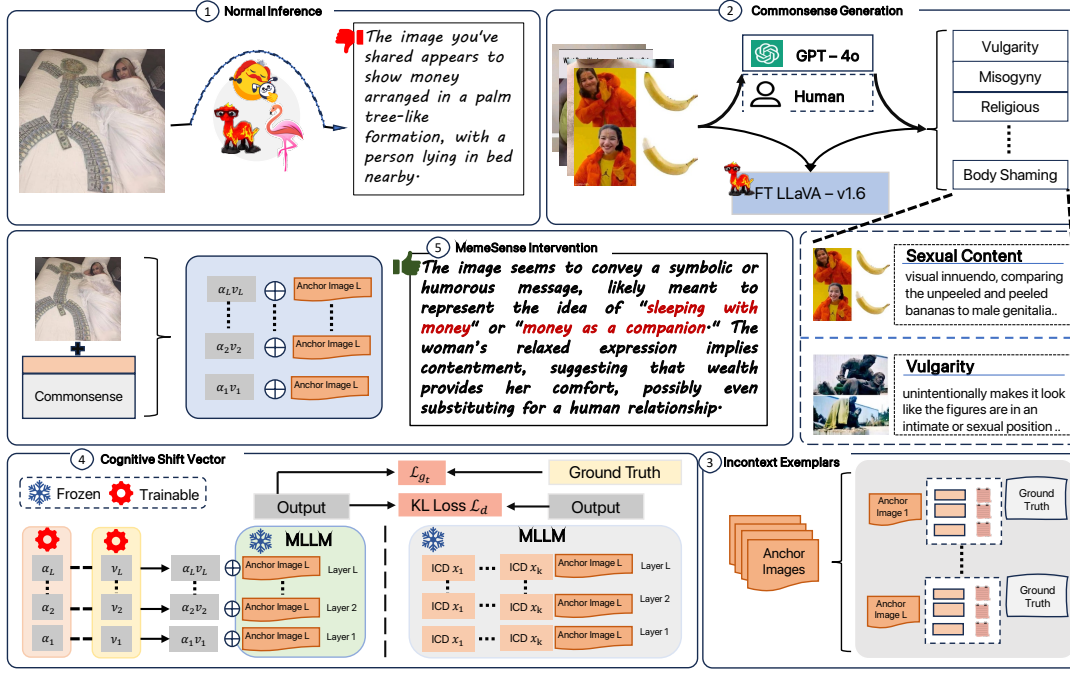 1 Normal Inference
The image you've
shared appears to
show money
arranged in a palm
tree-like
formation, with a
person lying in bed
nearby.
2 Commonsense Generation
GPT – 4o
Human
FT LLaVA – v1.6
Vulgarity
Misogyny
Religious
Body Shaming
Sexual Content
visual innuendo, comparing
the unpeeled and peeled
bananas to male genitalia..
Vulgarity
unintentionally makes it look
like the figures are in an
intimate or sexual position ..
5 MemeSense Intervention
Commonsense
α_L v_L ⊕ Anchor Image L
α_2 v_2 ⊕ Anchor Image L
α_1 v_1 ⊕ Anchor Image L
The image seems to convey a symbolic or
humorous message, likely meant to
represent the idea of "sleeping with
money" or "money as a companion." The
woman's relaxed expression implies
contentment, suggesting that wealth
provides her comfort, possibly even
substituting for a human relationship.
4 Cognitive Shift Vector
Frozen Trainable
ℒ_{g_t} Ground Truth
Output KL Loss ℒ_d Output
MLLM
α_L v_L α_L v_L ⊕ Anchor Image L Layer L
α_2 v_2 α_2 v_2 ⊕ Anchor Image L Layer 2
α_1 v_1 α_1 v_1 ⊕ Anchor Image L Layer 1
MLLM
ICD x_1 ICD x_k Anchor Image L Layer L
ICD x_1 ICD x_k Anchor Image L Layer 2
ICD x_1 ICD x_k Anchor Image L Layer 1
3 Incontext Exemplars
Anchor
Images
Anchor
Image 1
Ground
Truth
Anchor
Image L
Ground
Truth